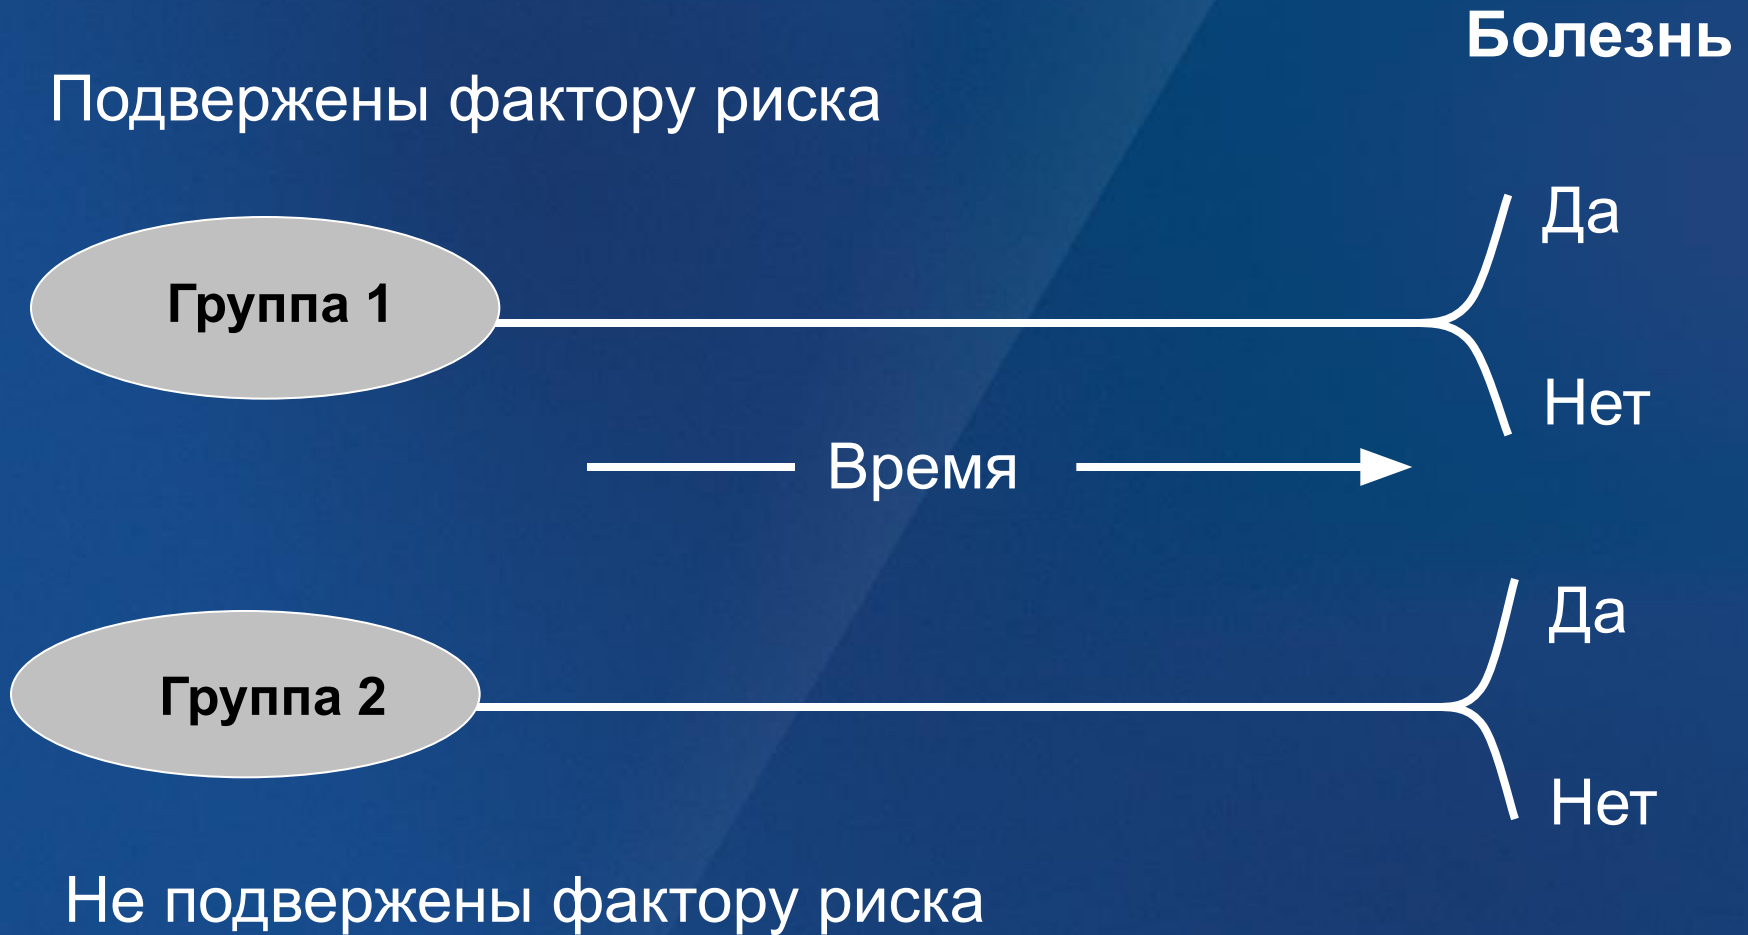 Болезнь
Подвержены фактору риска
Да
Группа 1
Нет
Время
Да
Группа 2
Нет
Не подвержены фактору риска